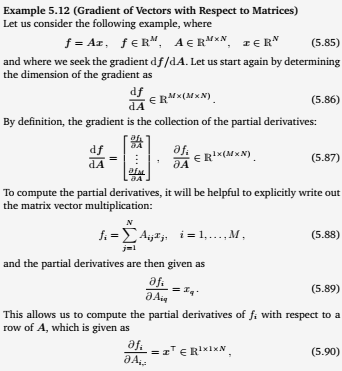 Example 5.12 (Gradient of Vectors with Respect to Matrices)
Let us consider the following example, where
f = Ax, f ∈ ℝ^M, A ∈ ℝ^{M×N}, x ∈ ℝ^N (5.85)
and where we seek the gradient df/dA. Let us start again by determining
the dimension of the gradient as
df/dA ∈ ℝ^{M×(M×N)}. (5.86)
By definition, the gradient is the collection of the partial derivatives:
df/dA = [∂f₁/∂A ⋮ ∂f_M/∂A], ∂f_i/∂A ∈ ℝ^{1×(M×N)}. (5.87)
To compute the partial derivatives, it will be helpful to explicitly write out
the matrix vector multiplication:
f_i = ∑_{j=1}^{N} A_{ij}x_j, i = 1, . . . , M, (5.88)
and the partial derivatives are then given as
∂f_i/∂A_{iq} = x_q. (5.89)
This allows us to compute the partial derivatives of f_i with respect to a
row of A, which is given as
∂f_i/∂A_{i,:} = x^⊤ ∈ ℝ^{1×1×N}, (5.90)